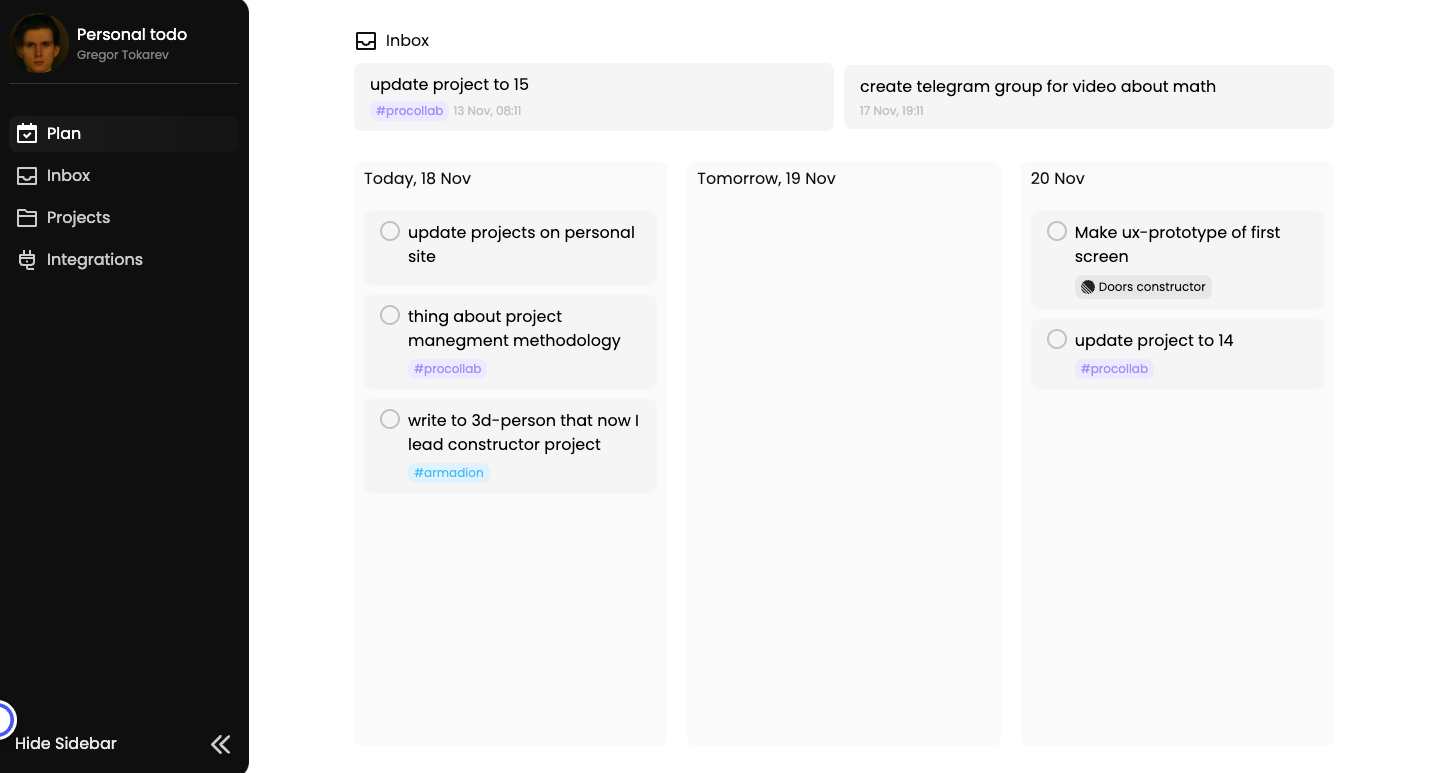 Personal todo
Gregor Tokarev
Plan
Inbox
Projects
Integrations
Hide Sidebar
Inbox
update project to 15
#procollab 13 Nov, 08:11
create telegram group for video about math
17 Nov, 19:11
Today, 18 Nov
update projects on personal
site
thing about project
manegment methodology
#procollab
write to 3d-person that now I
lead constructor project
#armadion
Tomorrow, 19 Nov
20 Nov
Make ux-prototype of first
screen
Doors constructor
update project to 14
#procollab